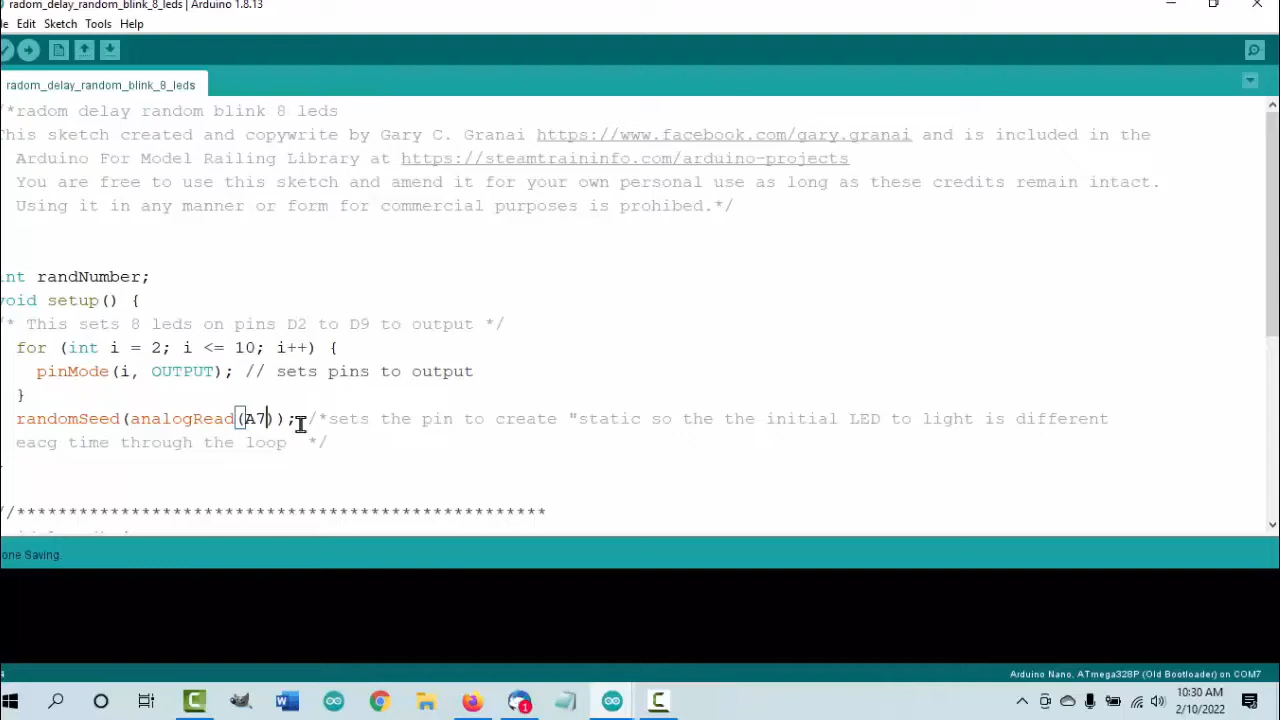 radom_delay_random_blink_8_leds | Arduino 1.8.13
le Edit Sketch Tools Help
radom_delay_random_blink_8_leds
/*radom delay random blink 8 leds
This sketch created and copywrite by Gary C. Granai https://www.facebook.com/gary.granai and is included in the
Arduino For Model Railing Library at https://steamtraininfo.com/arduino-projects
You are free to use this sketch and amend it for your own personal use as long as these credits remain intact.
Using it in any manner or form for commercial purposes is prohibed.*/
int randNumber;
void setup() {
/* This sets 8 leds on pins D2 to D9 to output */
for (int i = 2; i <= 10; i++) {
pinMode(i, OUTPUT); // sets pins to output
}
randomSeed(analogRead(A7)); /*sets the pin to create "static so the the initial LED to light is different
eacg time through the loop */
//***************************************************
one Saving.
Arduino Nano, ATmega328P (Old Bootloader) on COM7
1
10:30 AM
2/10/2022